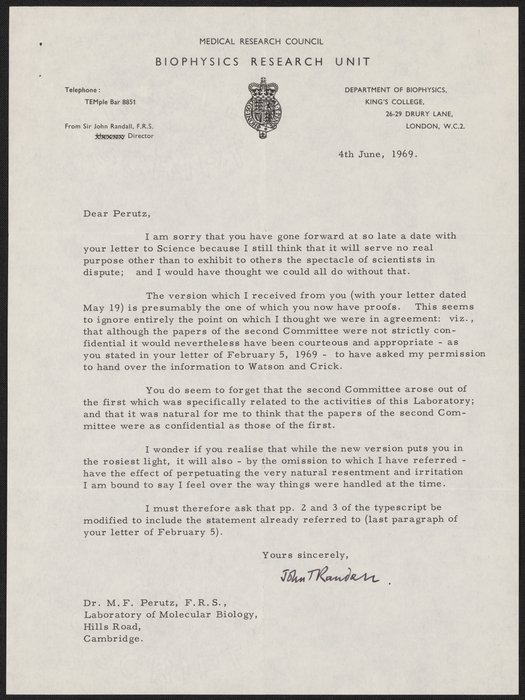 MEDICAL RESEARCH COUNCIL
BIOPHYSICS RESEARCH UNIT
Telephone :
TEMple Bar 8851
From Sir John Randall, F.R.S.
Director
DEPARTMENT OF BIOPHYSICS,
KING'S COLLEGE,
26-29 DRURY LANE,
LONDON, W.C.2.
4th June, 1969.
Dear Perutz,
I am sorry that you have gone forward at so late a date with
your letter to Science because I still think that it will serve no real
purpose other than to exhibit to others the spectacle of scientists in
dispute; and I would have thought we could all do without that.
The version which I received from you (with your letter dated
May 19) is presumably the one of which you now have proofs. This seems
to ignore entirely the point on which I thought we were in agreement: viz.,
that although the papers of the second Committee were not strictly con-
fidential it would nevertheless have been courteous and appropriate - as
you stated in your letter of February 5, 1969 - to have asked my permission
to hand over the information to Watson and Crick.
You do seem to forget that the second Committee arose out of
the first which was specifically related to the activities of this Laboratory;
and that it was natural for me to think that the papers of the second Com-
mittee were as confidential as those of the first.
I wonder if you realise that while the new version puts you in
the rosiest light, it will also - by the omission to which I have referred -
have the effect of perpetuating the very natural resentment and irritation
I am bound to say I feel over the way things were handled at the time.
I must therefore ask that pp. 2 and 3 of the typescript be
modified to include the statement already referred to (last paragraph of
your letter of February 5).
Yours sincerely,
John T Randall.
Dr. M.F. Perutz, F.R.S.,
Laboratory of Molecular Biology,
Hills Road,
Cambridge.